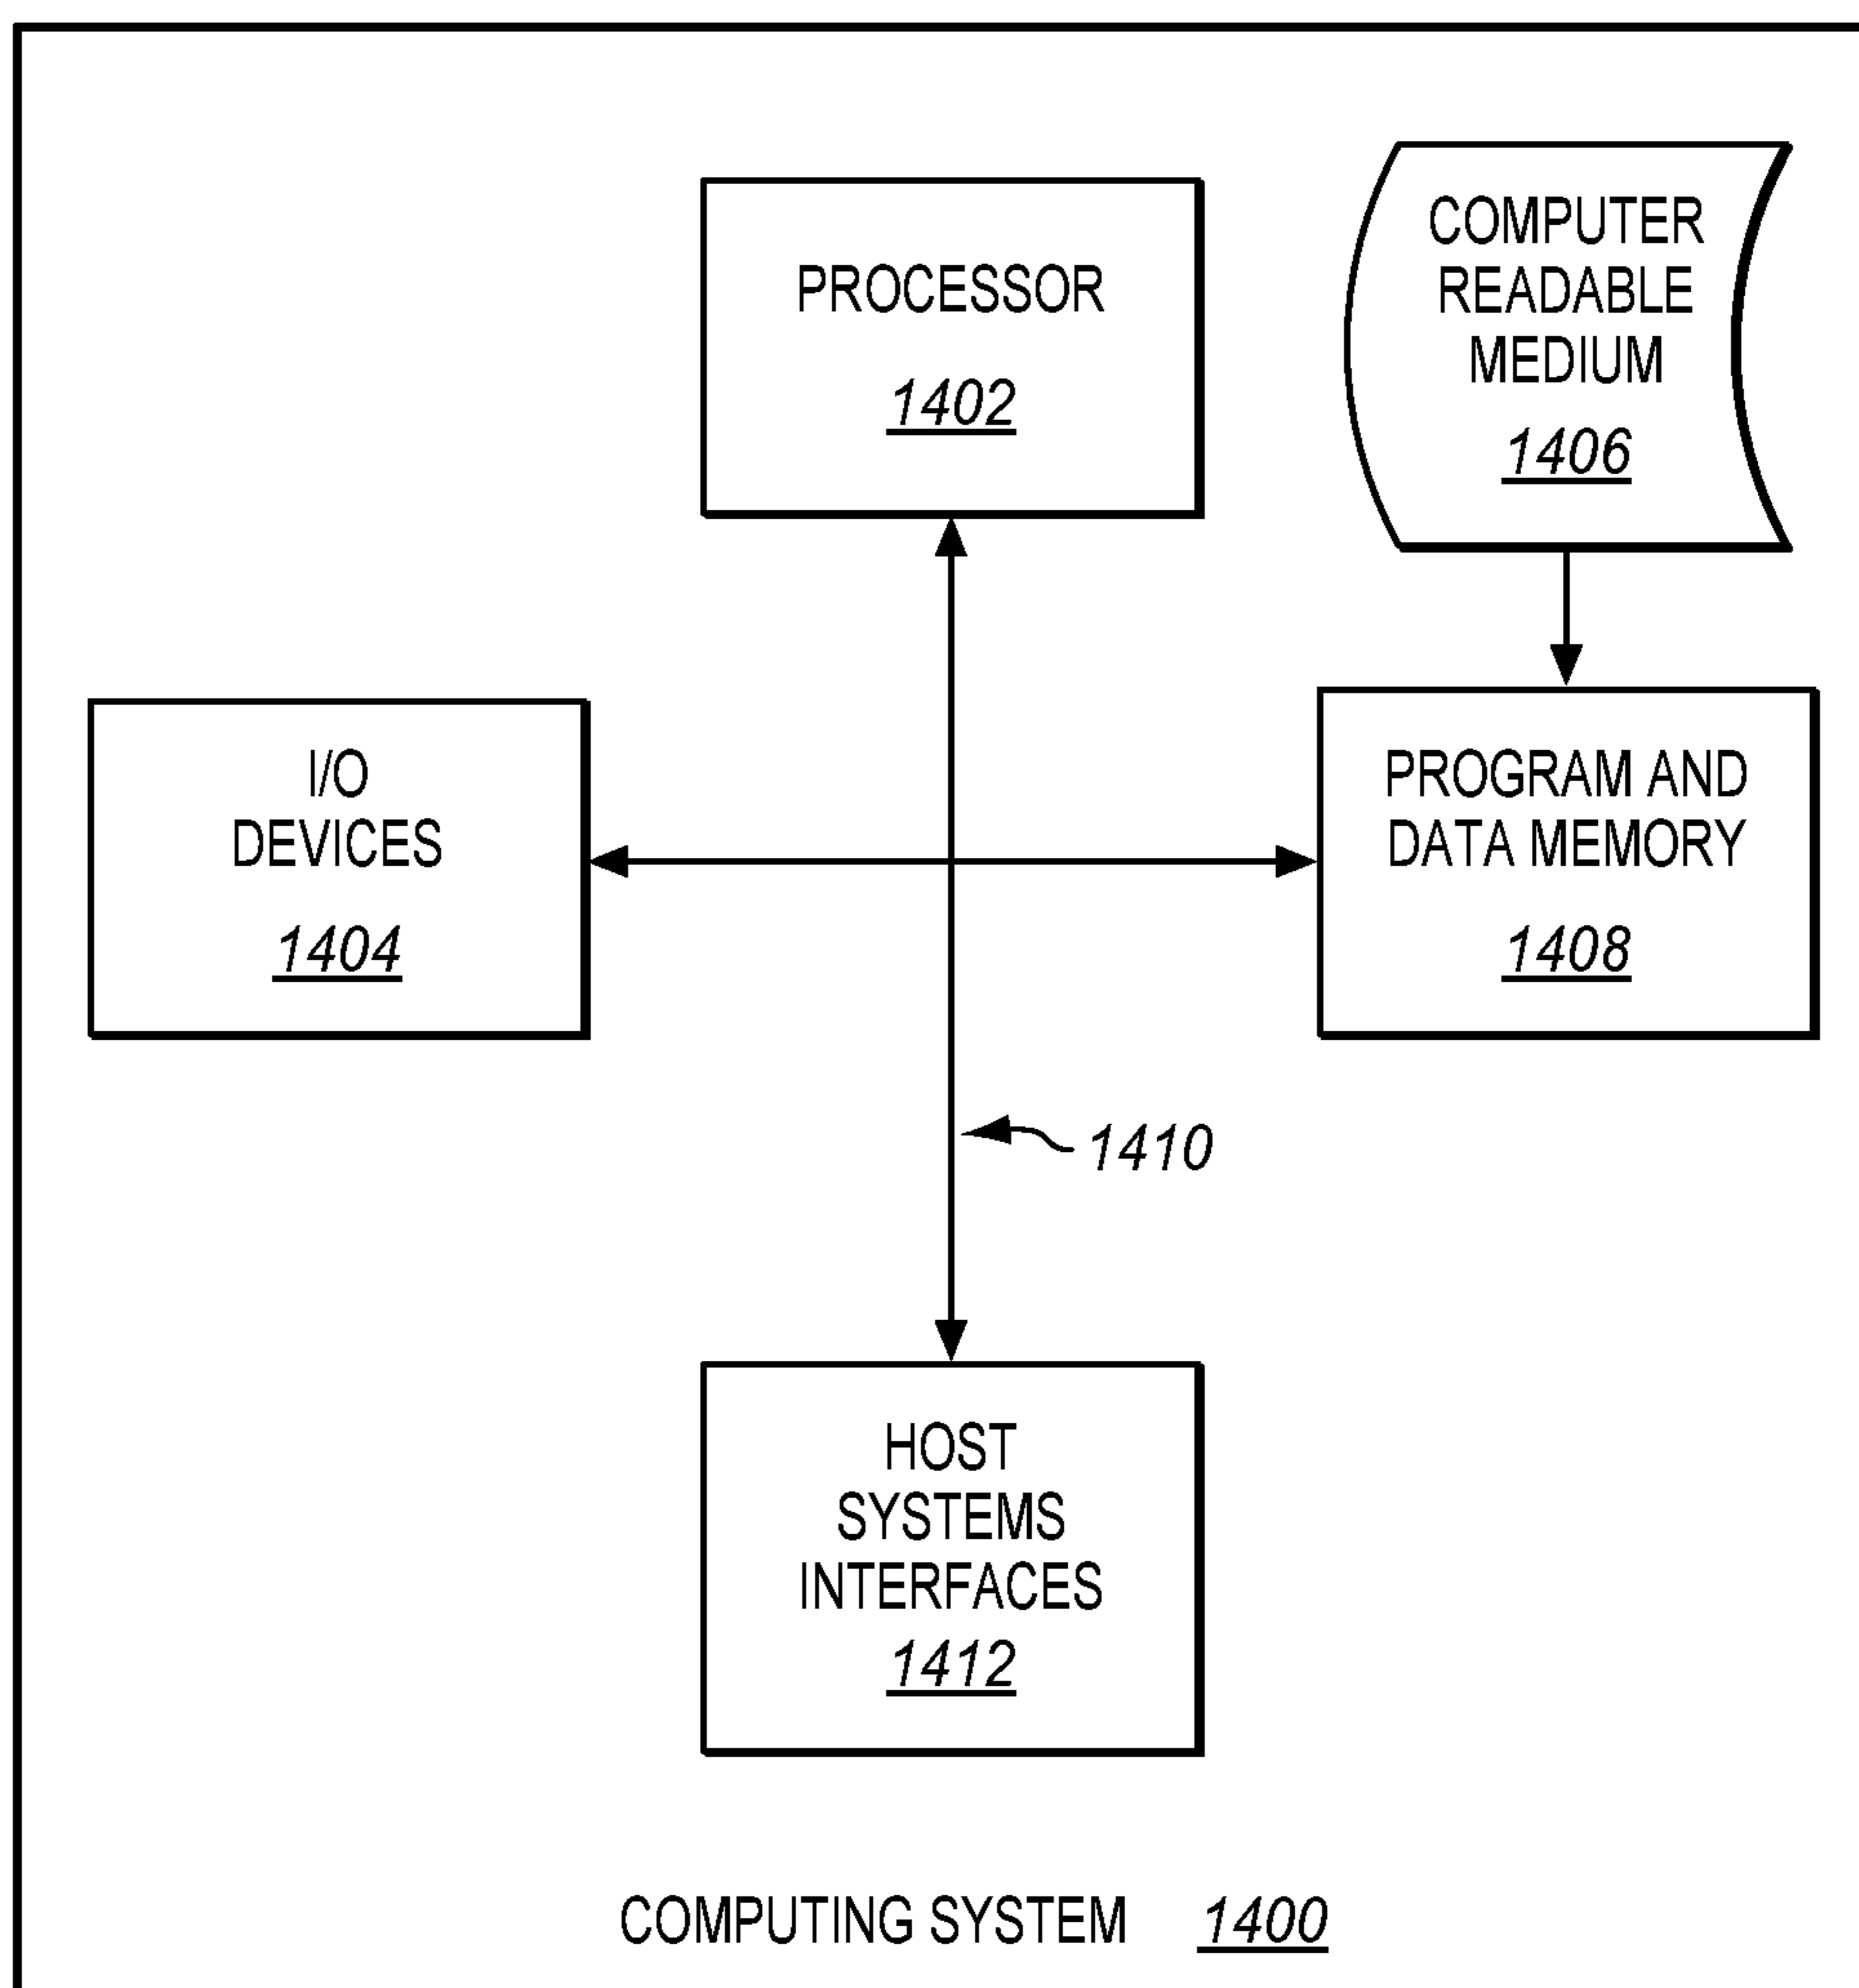 PROCESSOR
1402
COMPUTER
READABLE
MEDIUM
1406
I/O
DEVICES
1404
PROGRAM AND
DATA MEMORY
1408
1410
HOST
SYSTEMS
INTERFACES
1412
COMPUTING SYSTEM 1400